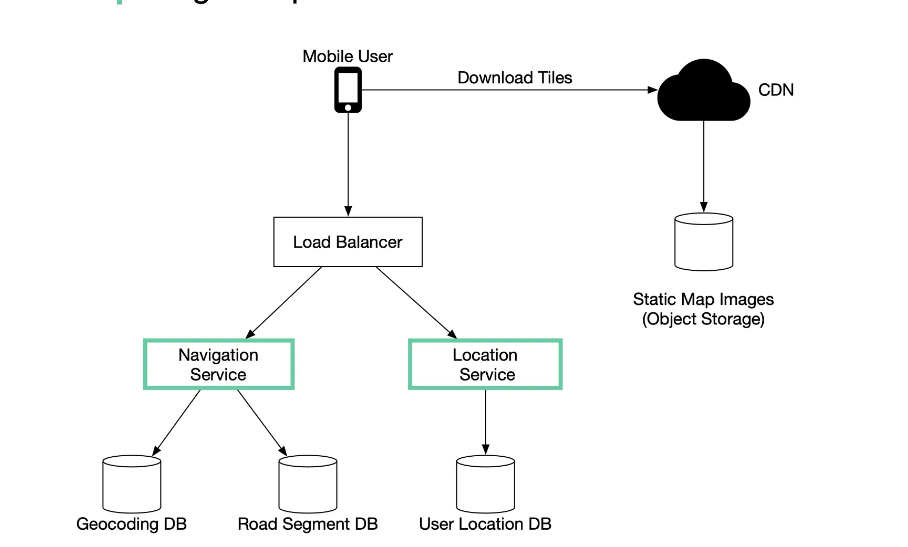 Mobile User
Download Tiles
CDN
Load Balancer
Static Map Images
(Object Storage)
Navigation
Service
Location
Service
Geocoding DB
Road Segment DB
User Location DB